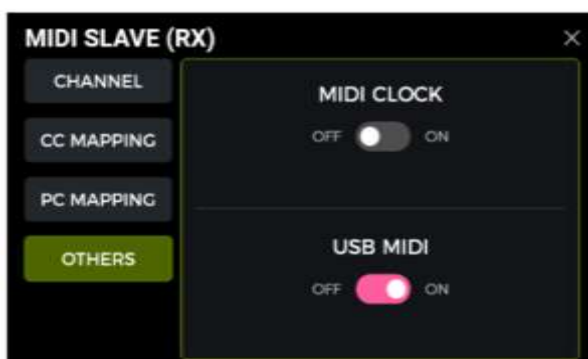 MIDI SLAVE (RX)
CHANNEL
CC MAPPING
PC MAPPING
OTHERS
MIDI CLOCK
OFF ON
USB MIDI
OFF ON